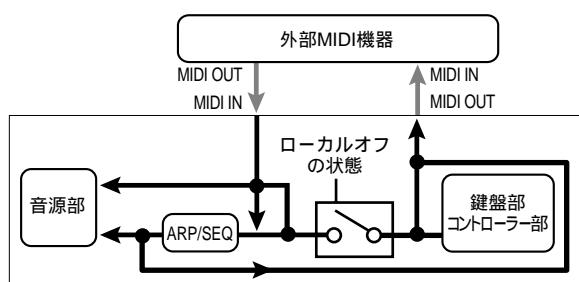 外部MIDI機器
MIDI OUT
MIDI IN
MIDI IN
MIDI OUT
ローカルオフ
の状態
音源部
ARP/SEQ
鍵盤部
コントローラー部